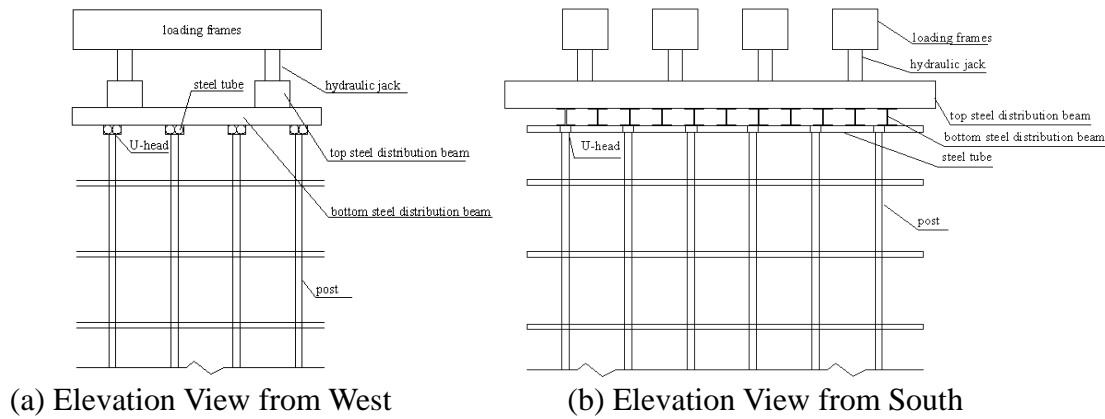 loading frames
hydraulic jack
steel tube
U-head
top steel distribution beam
bottom steel distribution beam
post
(a) Elevation View from West
loading frames
hydraulic jack
top steel distribution beam
bottom steel distribution beam
steel tube
U-head
post
(b) Elevation View from South